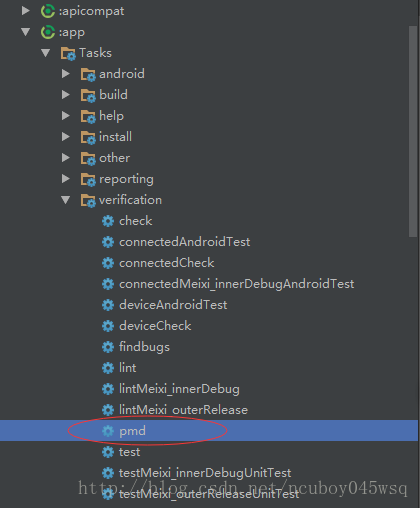 :apicompat
:app
Tasks
android
build
help
install
other
reporting
verification
check
connectedAndroidTest
connectedCheck
connectedMeixi_innerDebugAndroidTest
deviceAndroidTest
deviceCheck
findbugs
lint
lintMeixi_innerDebug
lintMeixi_outerRelease
pmd
test
testMeixi_innerDebugUnitTest
http://blog.csdn.net/ncuboy045wsq
testMeixi_outerReleaseUnitTest